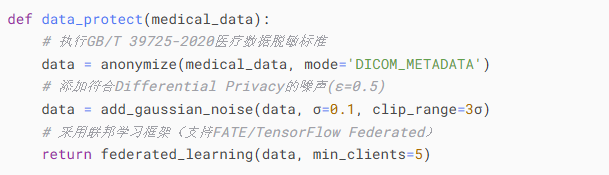 def data_protect(medical_data):
    # 执行GB/T 39725-2020医疗数据脱敏标准
    data = anonymize(medical_data, mode='DICOM_METADATA')
    # 添加符合Differential Privacy的噪声(ε=0.5)
    data = add_gaussian_noise(data, σ=0.1, clip_range=3σ)
    # 采用联邦学习框架（支持FATE/TensorFlow Federated）
    return federated_learning(data, min_clients=5)